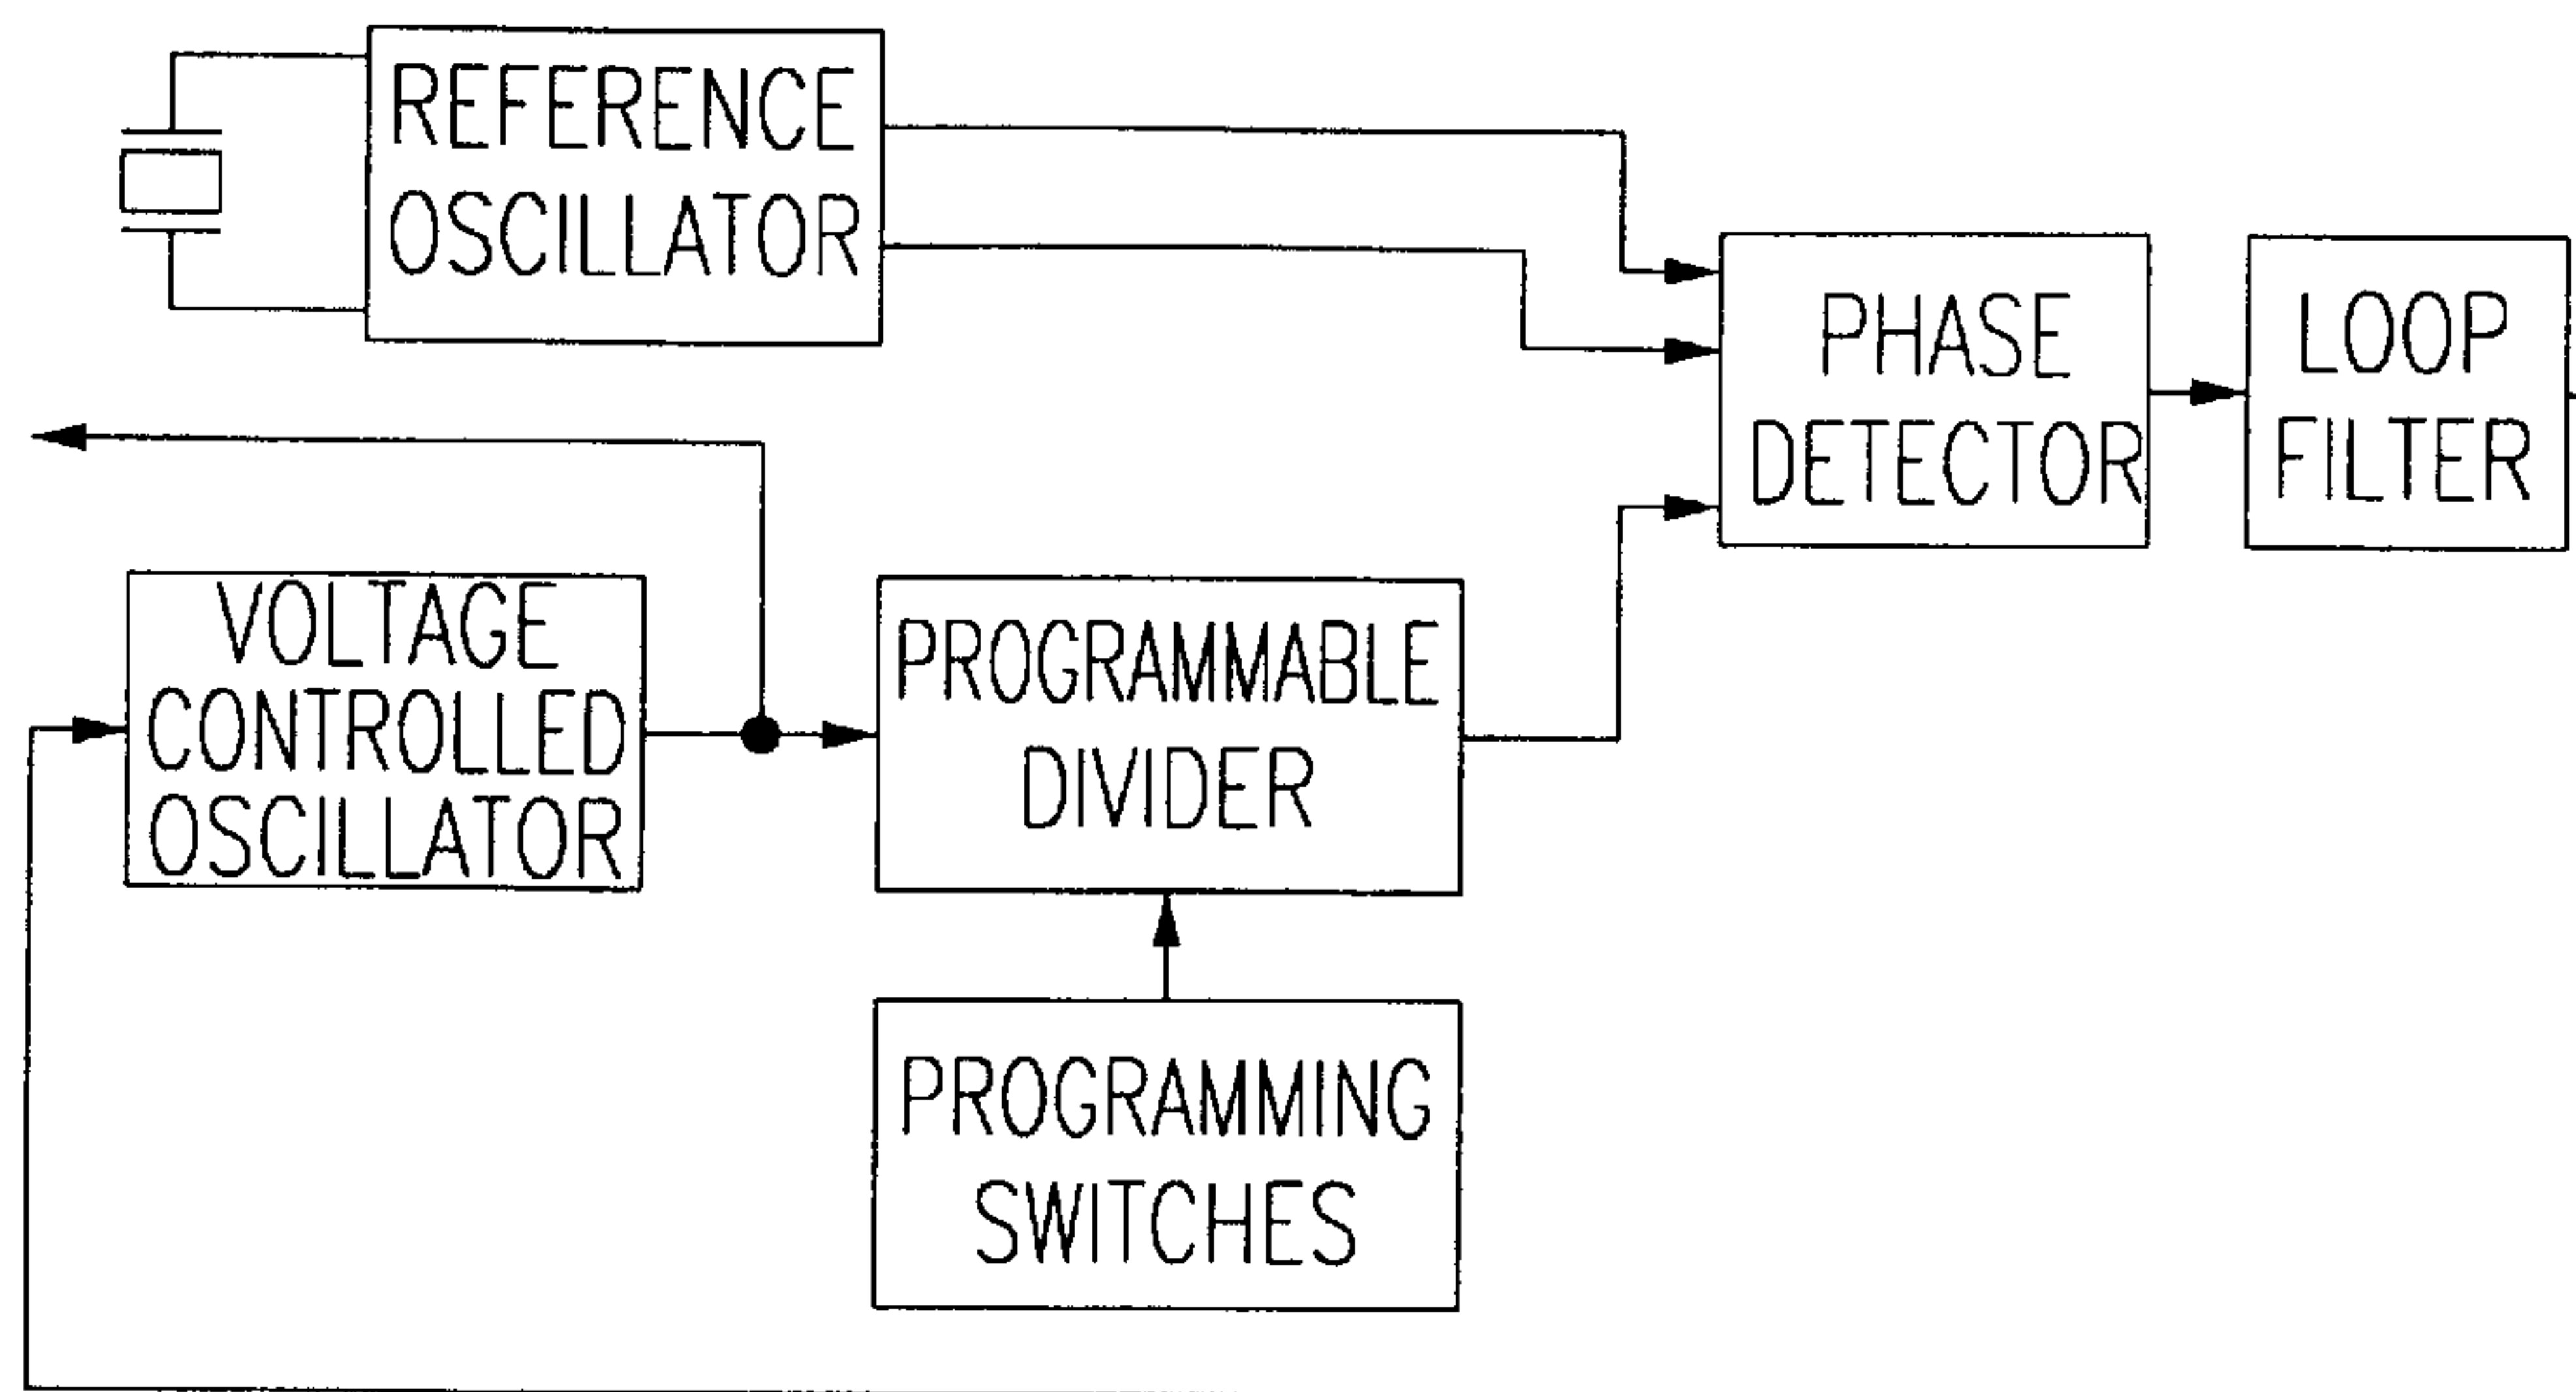 REFERENCE
OSCILLATOR
PHASE
DETECTOR
LOOP
FILTER
VOLTAGE
CONTROLLED
OSCILLATOR
PROGRAMMABLE
DIVIDER
PROGRAMMING
SWITCHES